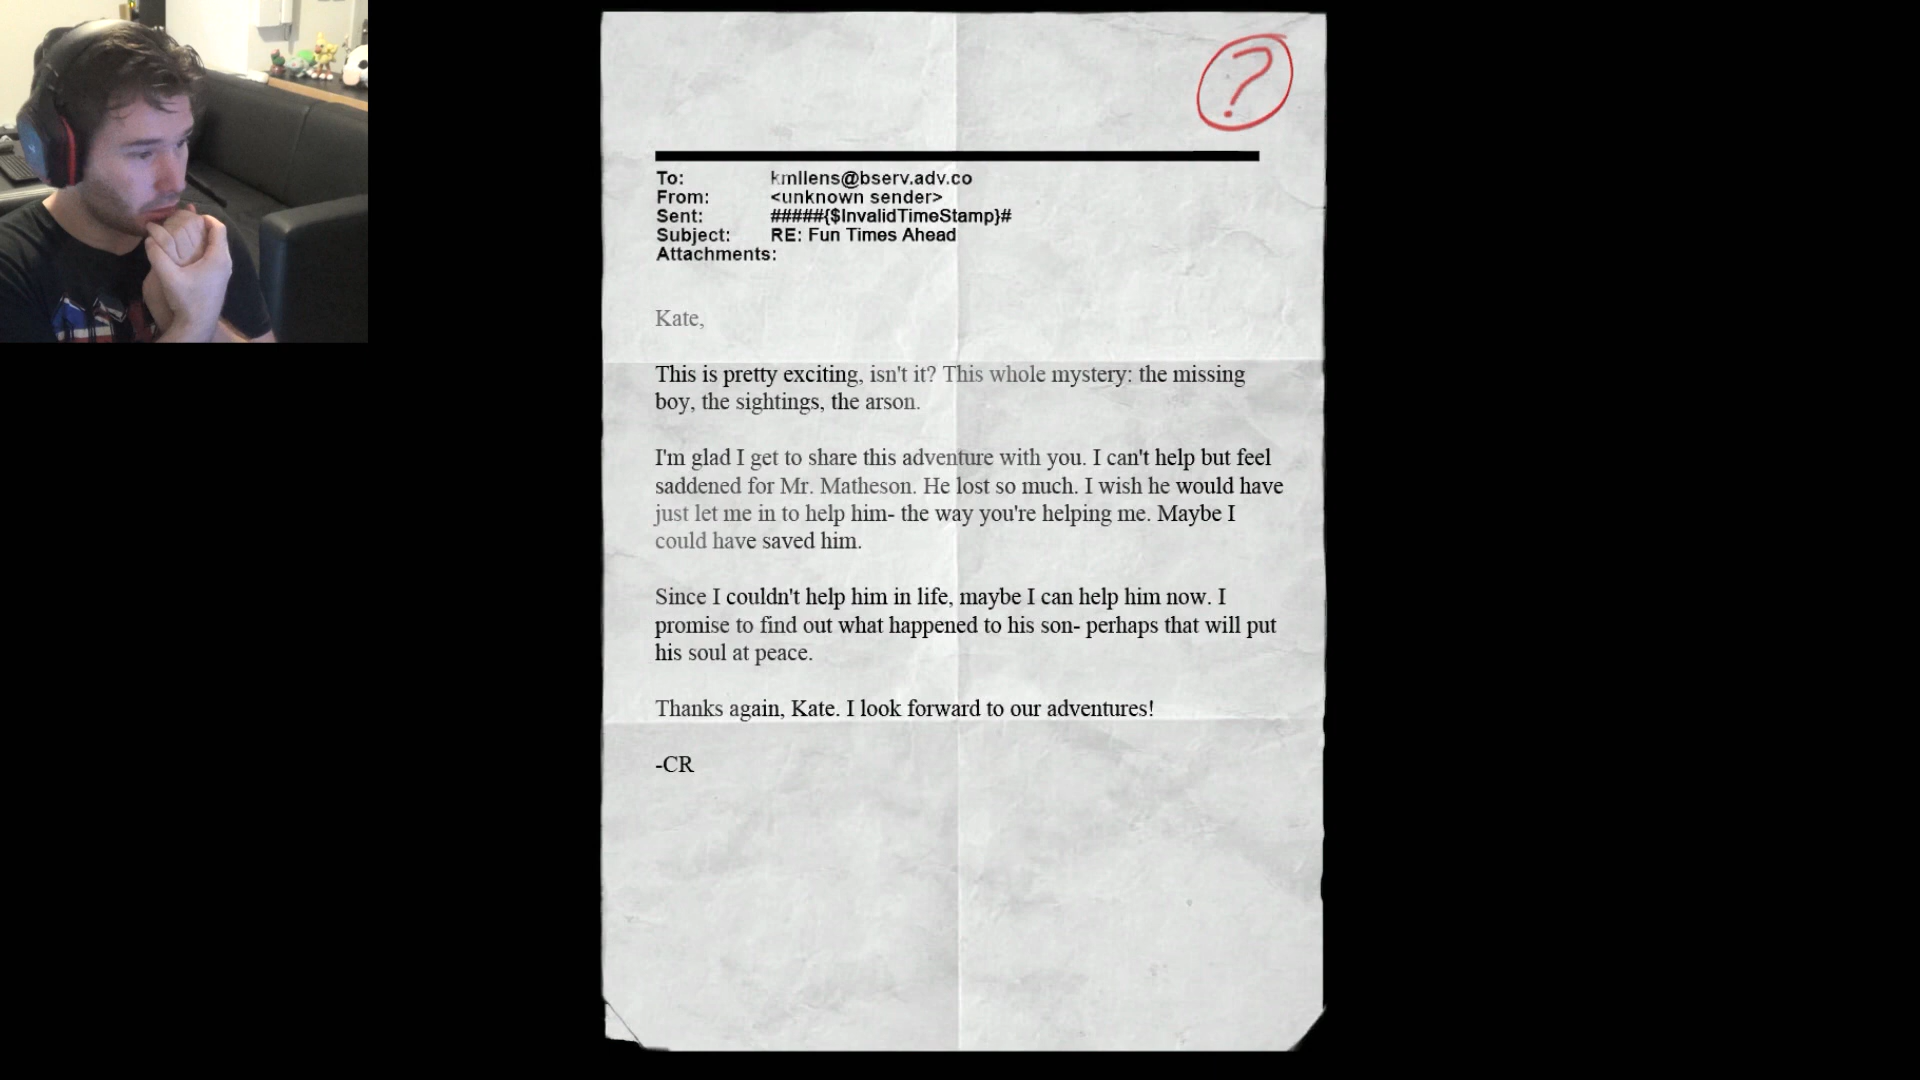 ?
To: kmllens@bserv.adv.co
From: <unknown sender>
Sent: #####{$InvalidTimeStamp}#
Subject: RE: Fun Times Ahead
Attachments:
Kate,
This is pretty exciting, isn't it? This whole mystery: the missing
boy, the sightings, the arson.
I'm glad I get to share this adventure with you. I can't help but feel
saddened for Mr. Matheson. He lost so much. I wish he would have
just let me in to help him- the way you're helping me. Maybe I
could have saved him.
Since I couldn't help him in life, maybe I can help him now. I
promise to find out what happened to his son- perhaps that will put
his soul at peace.
Thanks again, Kate. I look forward to our adventures!
-CR